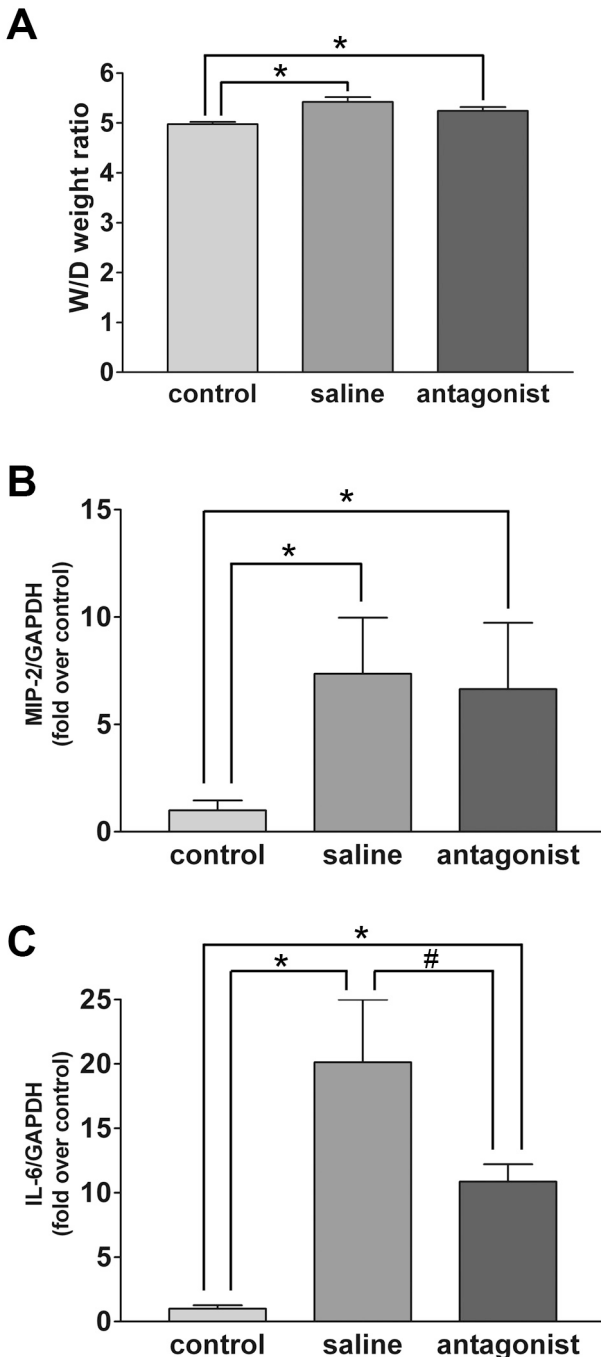 A
*
*
6
5
4
3
2
1
0
W/D weight ratio
control saline antagonist
B
*
*
15
10
5
0
MIP-2/GAPDH
(fold over control)
control saline antagonist
C
*
* #
25
20
15
10
5
0
IL-6/GAPDH
(fold over control)
control saline antagonist